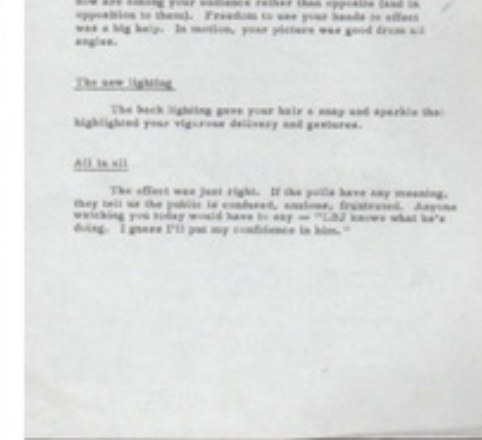 now are among your audience rather than opposite (and in
opposition to them). Freedom to use your hands to effect
was a big help. In motion, your picture was good from all
angles.
The new lighting
The back lighting gave your hair a snap and sparkle that
highlighted your vigorous delivery and gestures.
All in all
The effect was just right. If the polls have any meaning,
they tell us the public is confused, anxious, frustrated. Anyone
watching you today would have to say -- "LBJ knows what he's
doing. I guess I'll put my confidence in him."